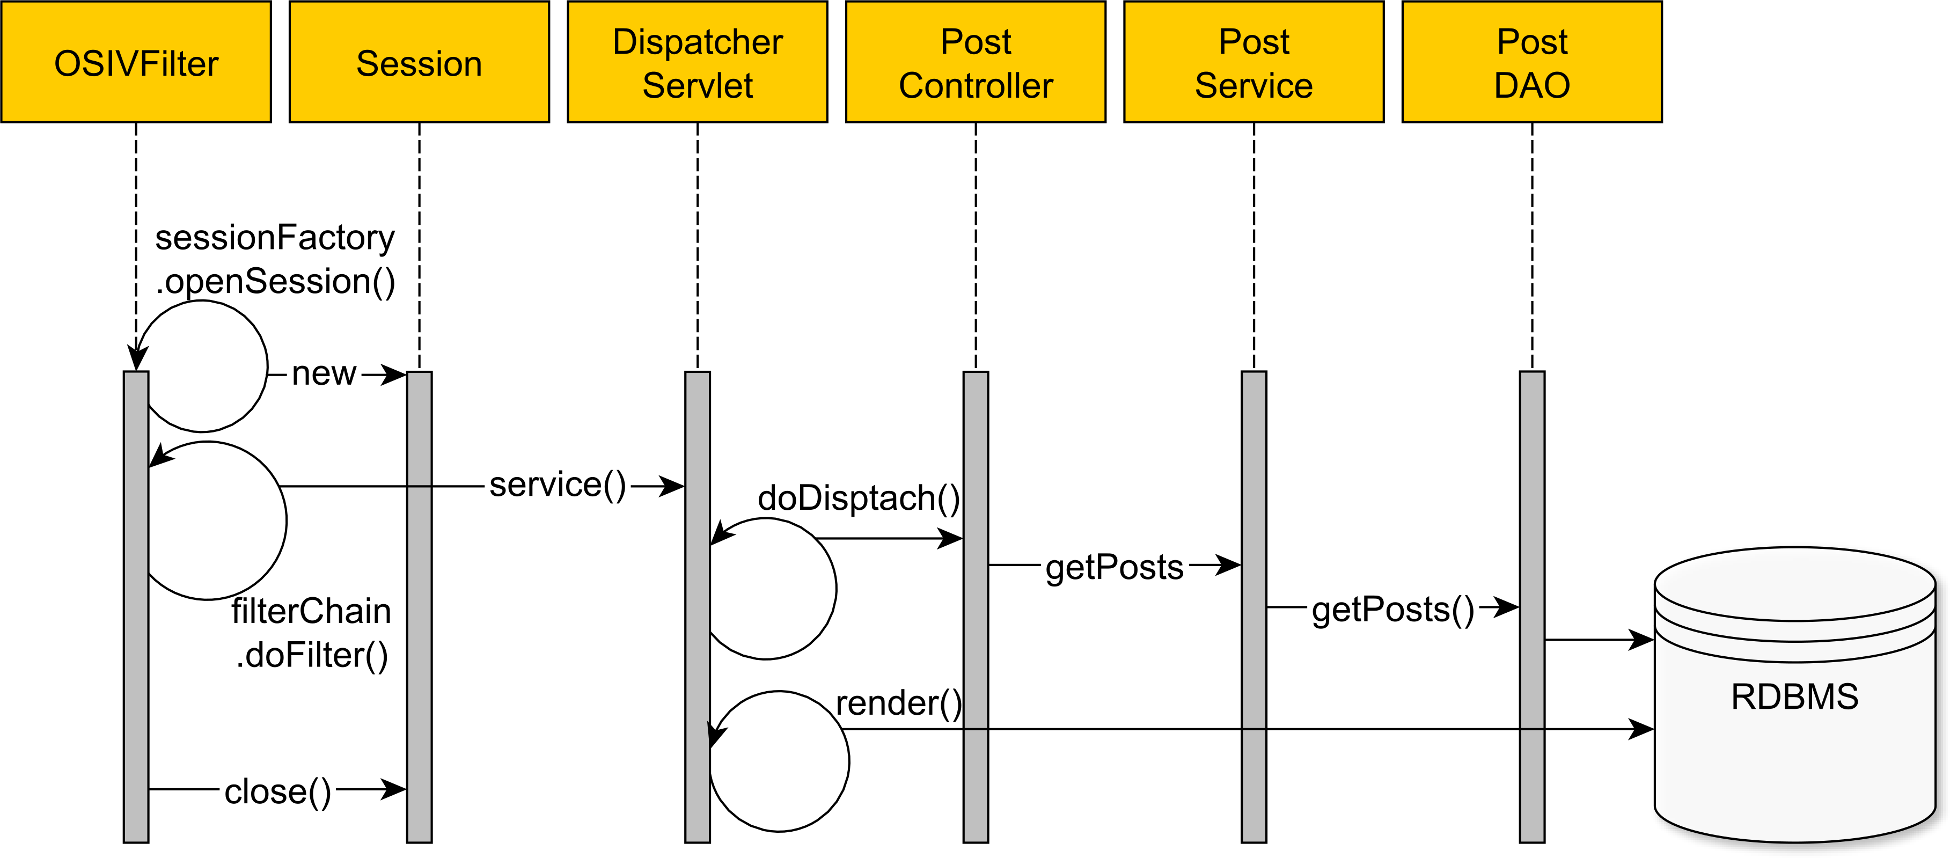 OSIVFilter
Session
Dispatcher
Servlet
Post
Controller
Post
Service
Post
DAO
sessionFactory
.openSession()
new
service()
doDisptach()
getPosts
getPosts()
filterChain
.doFilter()
render()
RDBMS
close()